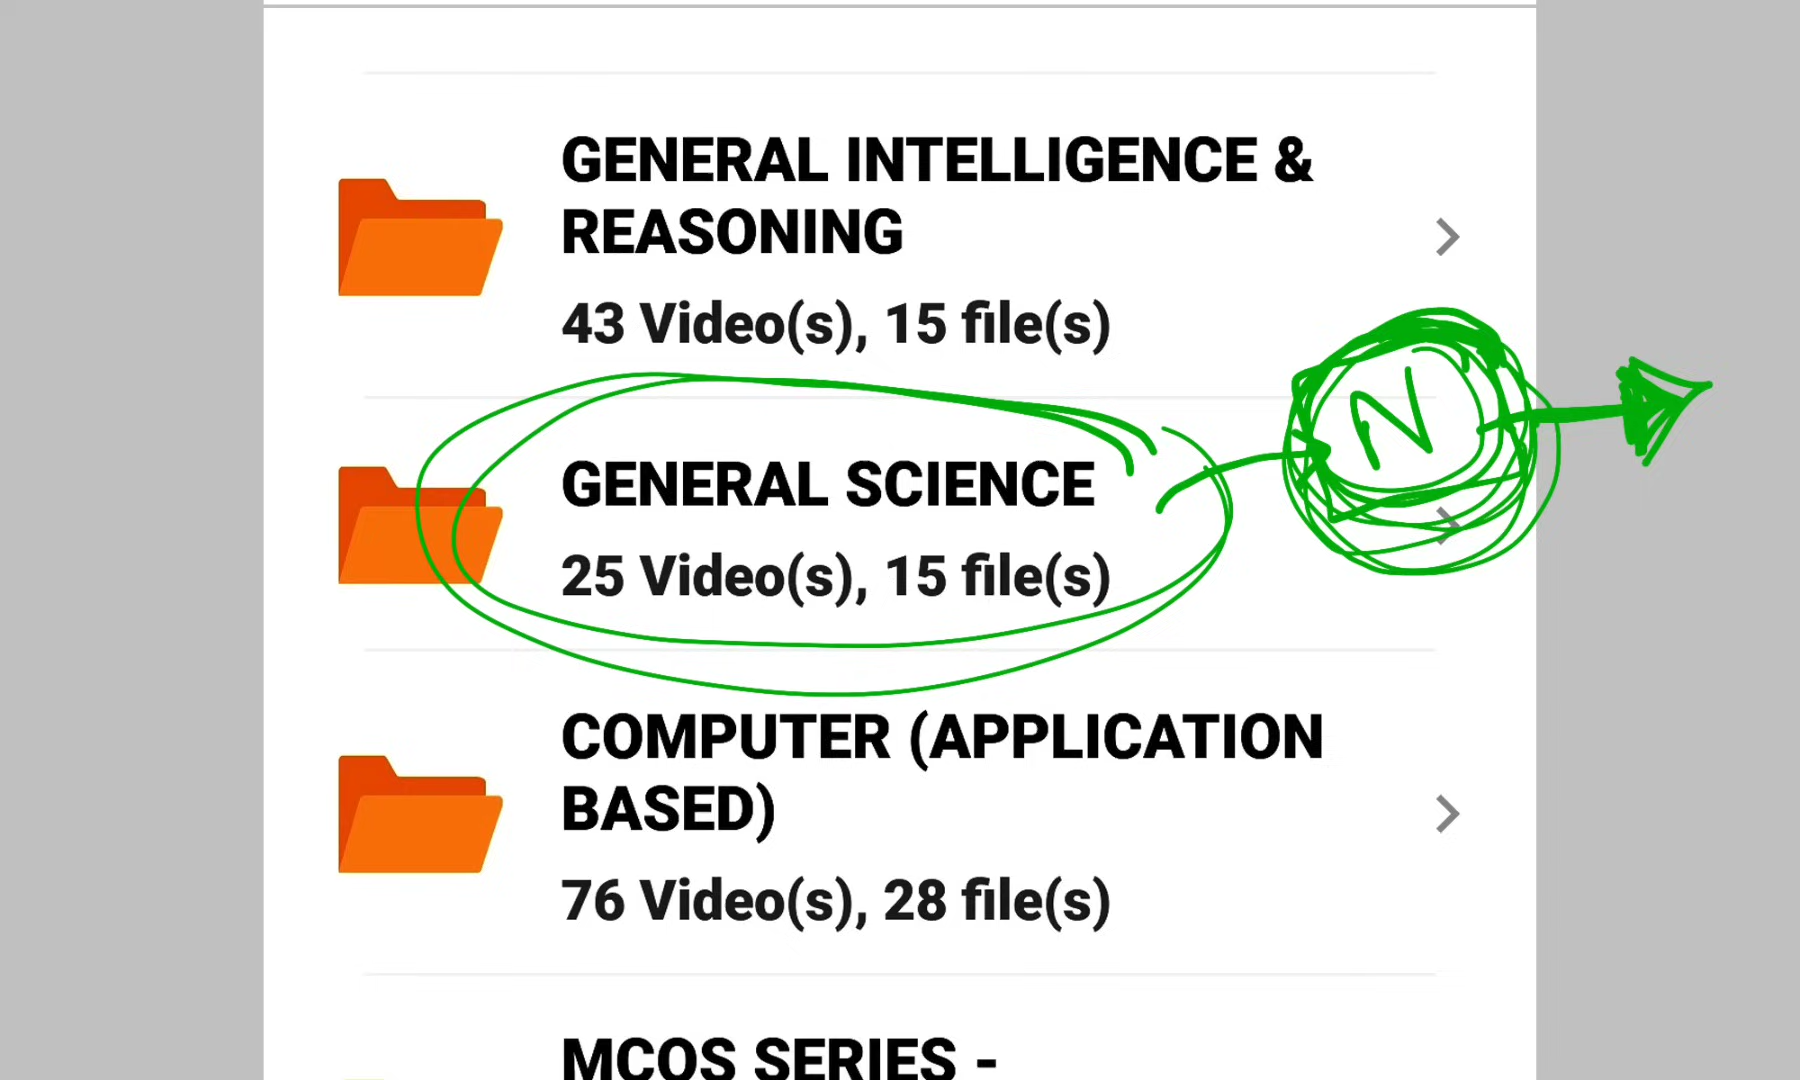 GENERAL INTELLIGENCE &
REASONING
43 Video(s), 15 file(s)
N
GENERAL SCIENCE
25 Video(s), 15 file(s)
COMPUTER (APPLICATION
BASED)
76 Video(s), 28 file(s)
MCQS SERIES -